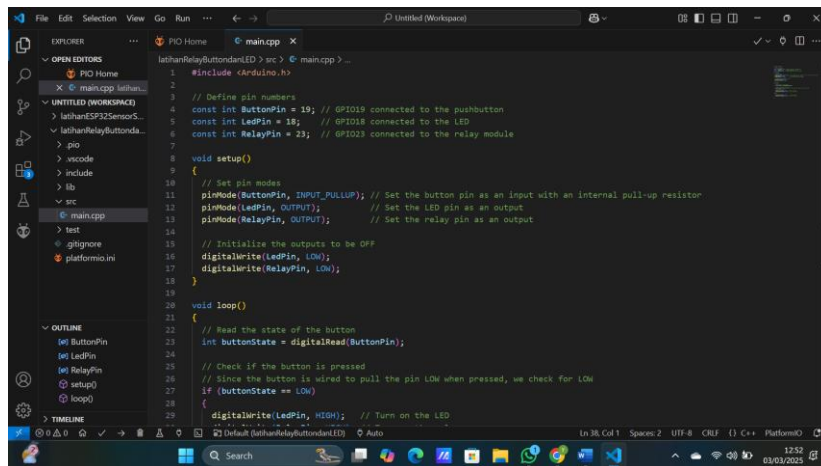 File Edit Selection View Go Run ...
Untitled (Workspace)
EXPLORER
OPEN EDITORS
PIO Home
main.cpp latihan...
UNTITLED (WORKSPACE)
latihanESP32SensorS...
latihanRelayButtonda...
.pio
.vscode
include
lib
src
main.cpp
test
.gitignore
platformio.ini
OUTLINE
ButtonPin
LedPin
RelayPin
setup()
loop()
TIMELINE
PIO Home
main.cpp
latihanRelayButtondanLED > src > main.cpp > ...
1 #include <Arduino.h>
2
3 // Define pin numbers
4 const int ButtonPin = 19; // GPIO19 connected to the pushbutton
5 const int LedPin = 18; // GPIO18 connected to the LED
6 const int RelayPin = 23; // GPIO23 connected to the relay module
7
8 void setup()
9 {
10 // Set pin modes
11 pinMode(ButtonPin, INPUT_PULLUP); // Set the button pin as an input with an internal pull-up resistor
12 pinMode(LedPin, OUTPUT); // Set the LED pin as an output
13 pinMode(RelayPin, OUTPUT); // Set the relay pin as an output
14
15 // Initialize the outputs to be OFF
16 digitalWrite(LedPin, LOW);
17 digitalWrite(RelayPin, LOW);
18 }
19
20 void loop()
21 {
22 // Read the state of the button
23 int buttonState = digitalRead(ButtonPin);
24
25 // Check if the button is pressed
26 // Since the button is wired to pull the pin LOW when pressed, we check for LOW
27 if (buttonState == LOW)
28 {
29 digitalWrite(LedPin, HIGH); // Turn on the LED
0 0 0 Default (latihanRelayButtondanLED) Auto
Ln 38, Col 1 Spaces: 2 UTF-8 CRLF {} C++ PlatformIO
Search
12:52
03/03/2025